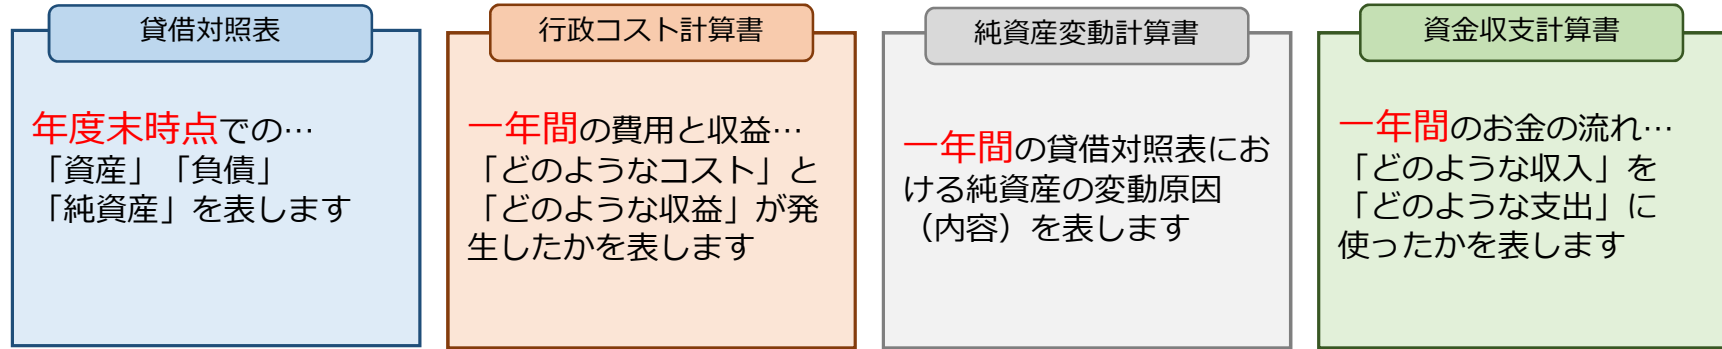 貸借対照表
年度末時点での…
「資産」「負債」
「純資産」を表します
行政コスト計算書
一年間の費用と収益…
「どのようなコスト」と
「どのような収益」が発
生したかを表します
純資産変動計算書
一年間の貸借対照表にお
ける純資産の変動原因
（内容）を表します
資金収支計算書
一年間のお金の流れ…
「どのような収入」を
「どのような支出」に
使ったかを表します